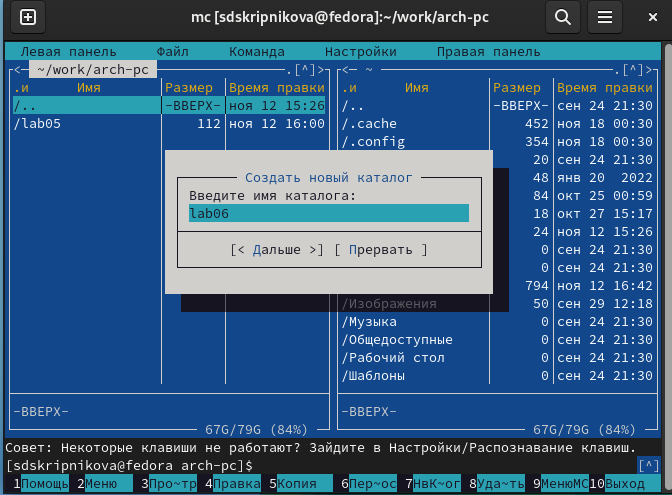 mc [sdskripnikova@fedora]:~/work/arch-pc
Левая панель Файл Команда Настройки Правая панель
<— ~/work/arch-pc .[^]> <— ~ .[^]>
.и Имя Размер Время правки .и Имя Размер Время правки
/.. -ВВЕРХ- ноя 12 15:26 /.. -ВВЕРХ- сен 24 21:30
/lab05 112 ноя 12 16:00 /.cache 452 ноя 18 00:30
/.config 354 ноя 18 00:30
20 сен 24 21:30
Создать новый каталог 48 янв 20 2022
Введите имя каталога: 84 окт 25 00:59
lab06 18 окт 27 15:17
24 ноя 12 15:26
[< Дальше >] [ Прервать ] 0 сен 24 21:30
0 сен 24 21:30
794 ноя 12 16:42
/Изображения 50 сен 29 12:18
/Музыка 0 сен 24 21:30
/Общедоступные 0 сен 24 21:30
/Рабочий стол 0 сен 24 21:30
/Шаблоны 0 сен 24 21:30
-ВВЕРХ- -ВВЕРХ-
67G/79G (84%) 67G/79G (84%)
Совет: Некоторые клавиши не работают? Зайдите в Настройки/Распознавание клавиш.
[sdskripnikova@fedora arch-pc]$ [^]
1Помощь 2Меню 3Про~тр 4Правка 5Копия 6Пер~ос 7НвК~ог 8Уда~ть 9МенюMC 10Выход